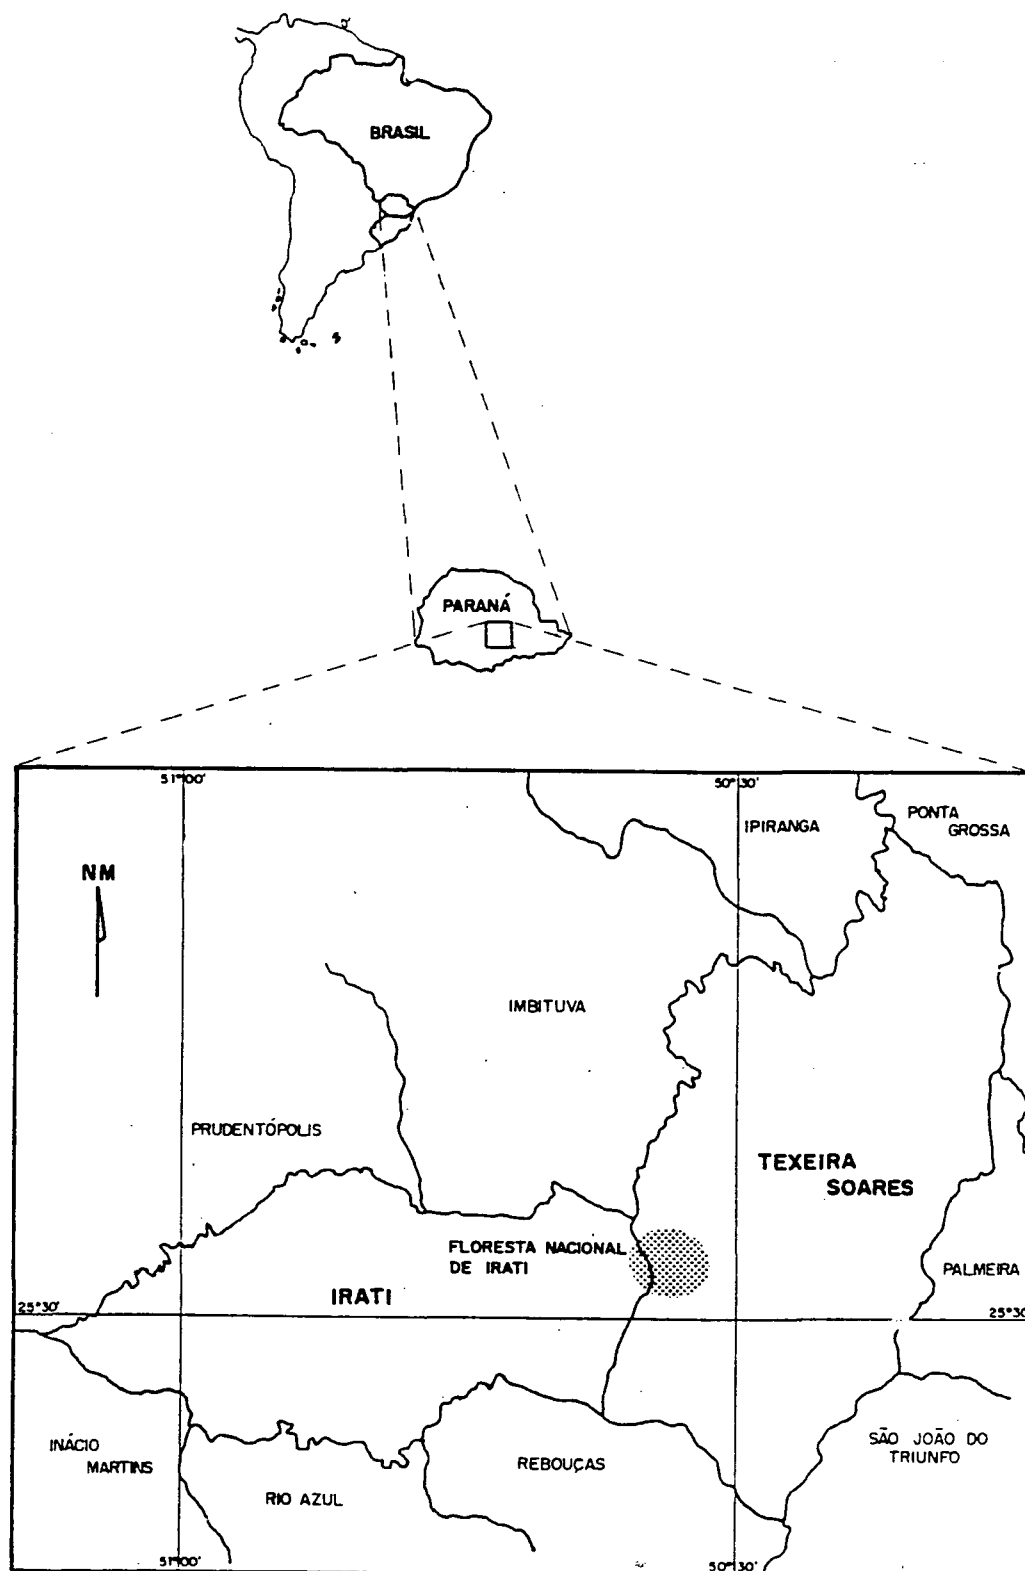 BRASIL
PARANÁ
51°00'
50°30'
IPIRANGA
PONTA
GROSSA
NM
IMBITUVA
PRUDENTÓPOLIS
TEXEIRA
SOARES
FLORESTA NACIONAL
DE IRATI
PALMEIRA
IRATI
25°30'
25°30
INÁCIO
MARTINS
RIO AZUL
REBOUÇAS
SÃO JOÃO DO
TRIUNFO
51°00'
50°30'